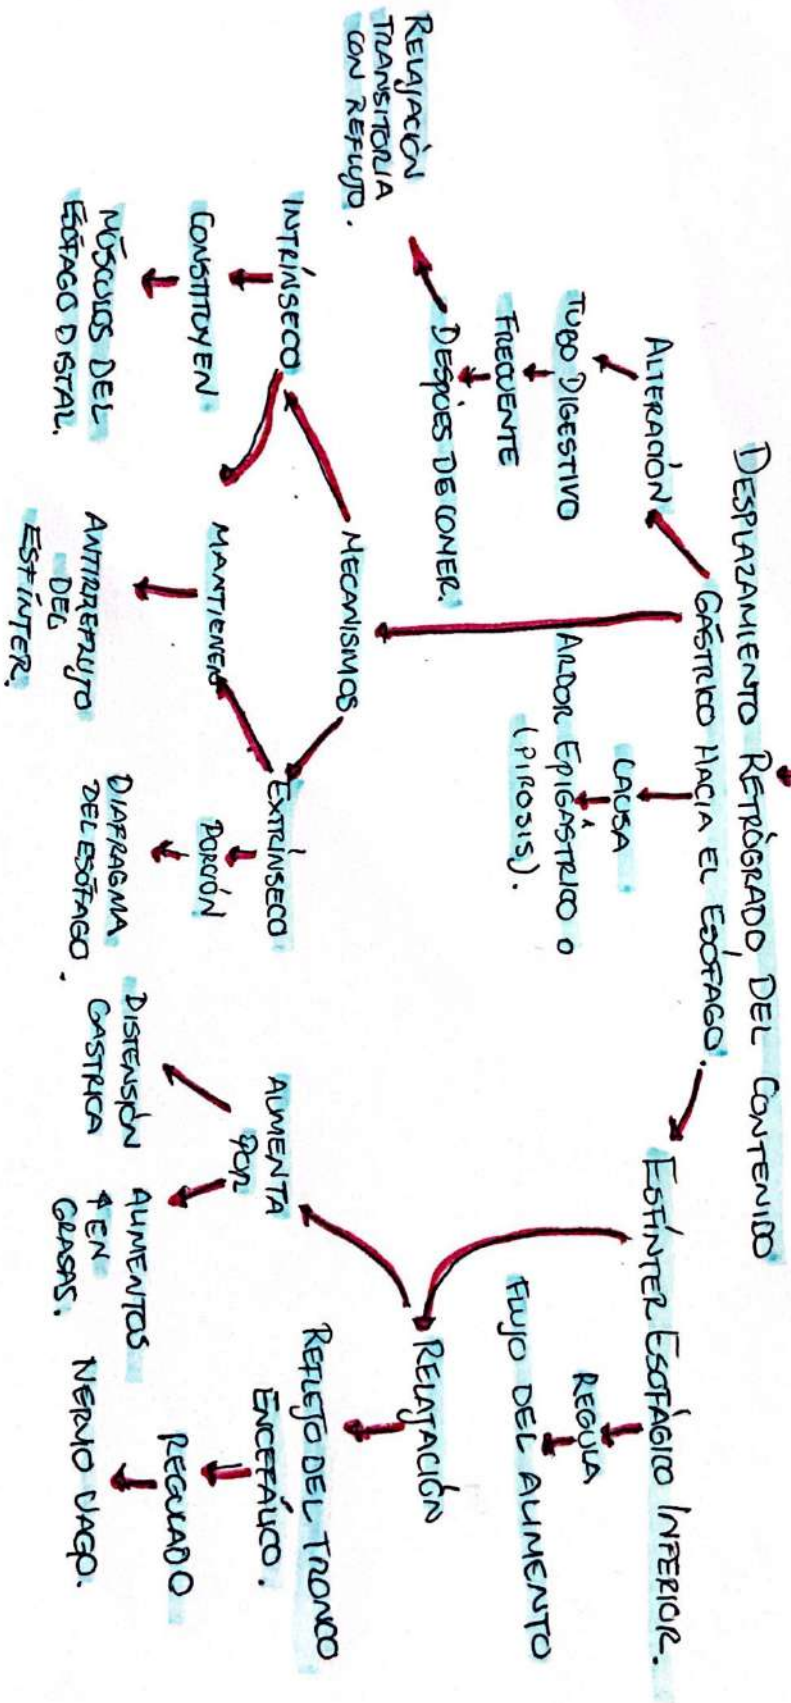 DESPLAZAMIENTO RETRÓGRADO DEL CONTENIDO
GÁSTRICO HACIA EL ESÓFAGO.
ALTERACIÓN
TUBO DIGESTIVO
FRECUENTE
DESPUÉS DE COMER.
RELAJACIÓN
TRANSITORIA
CON REFLUJO.
CAUSA
ARDOR EPIGÁSTRICO O
(PIROSIS).
MECANISMOS
INTRÍNSECO
CONSTITUYEN
MÚSCULOS DEL
ESÓFAGO DISTAL.
MANTIENEN
ANTIRREFLUJO
DEL
ESFÍNTER.
EXTRÍNSECO
PORCIÓN
DIAFRAGMA
DEL ESÓFAGO.
ESFÍNTER ESOFÁGICO INFERIOR.
REGULA
FLUJO DEL ALIMENTO
RELAJACIÓN
REFLEJO DEL TRONCO
ENCEFÁLICO.
REGULADO
NERVIO VAGO.
AUMENTA
POR
DISTENSIÓN
GASTRICA
ALIMENTOS
↑ EN
GRASAS.